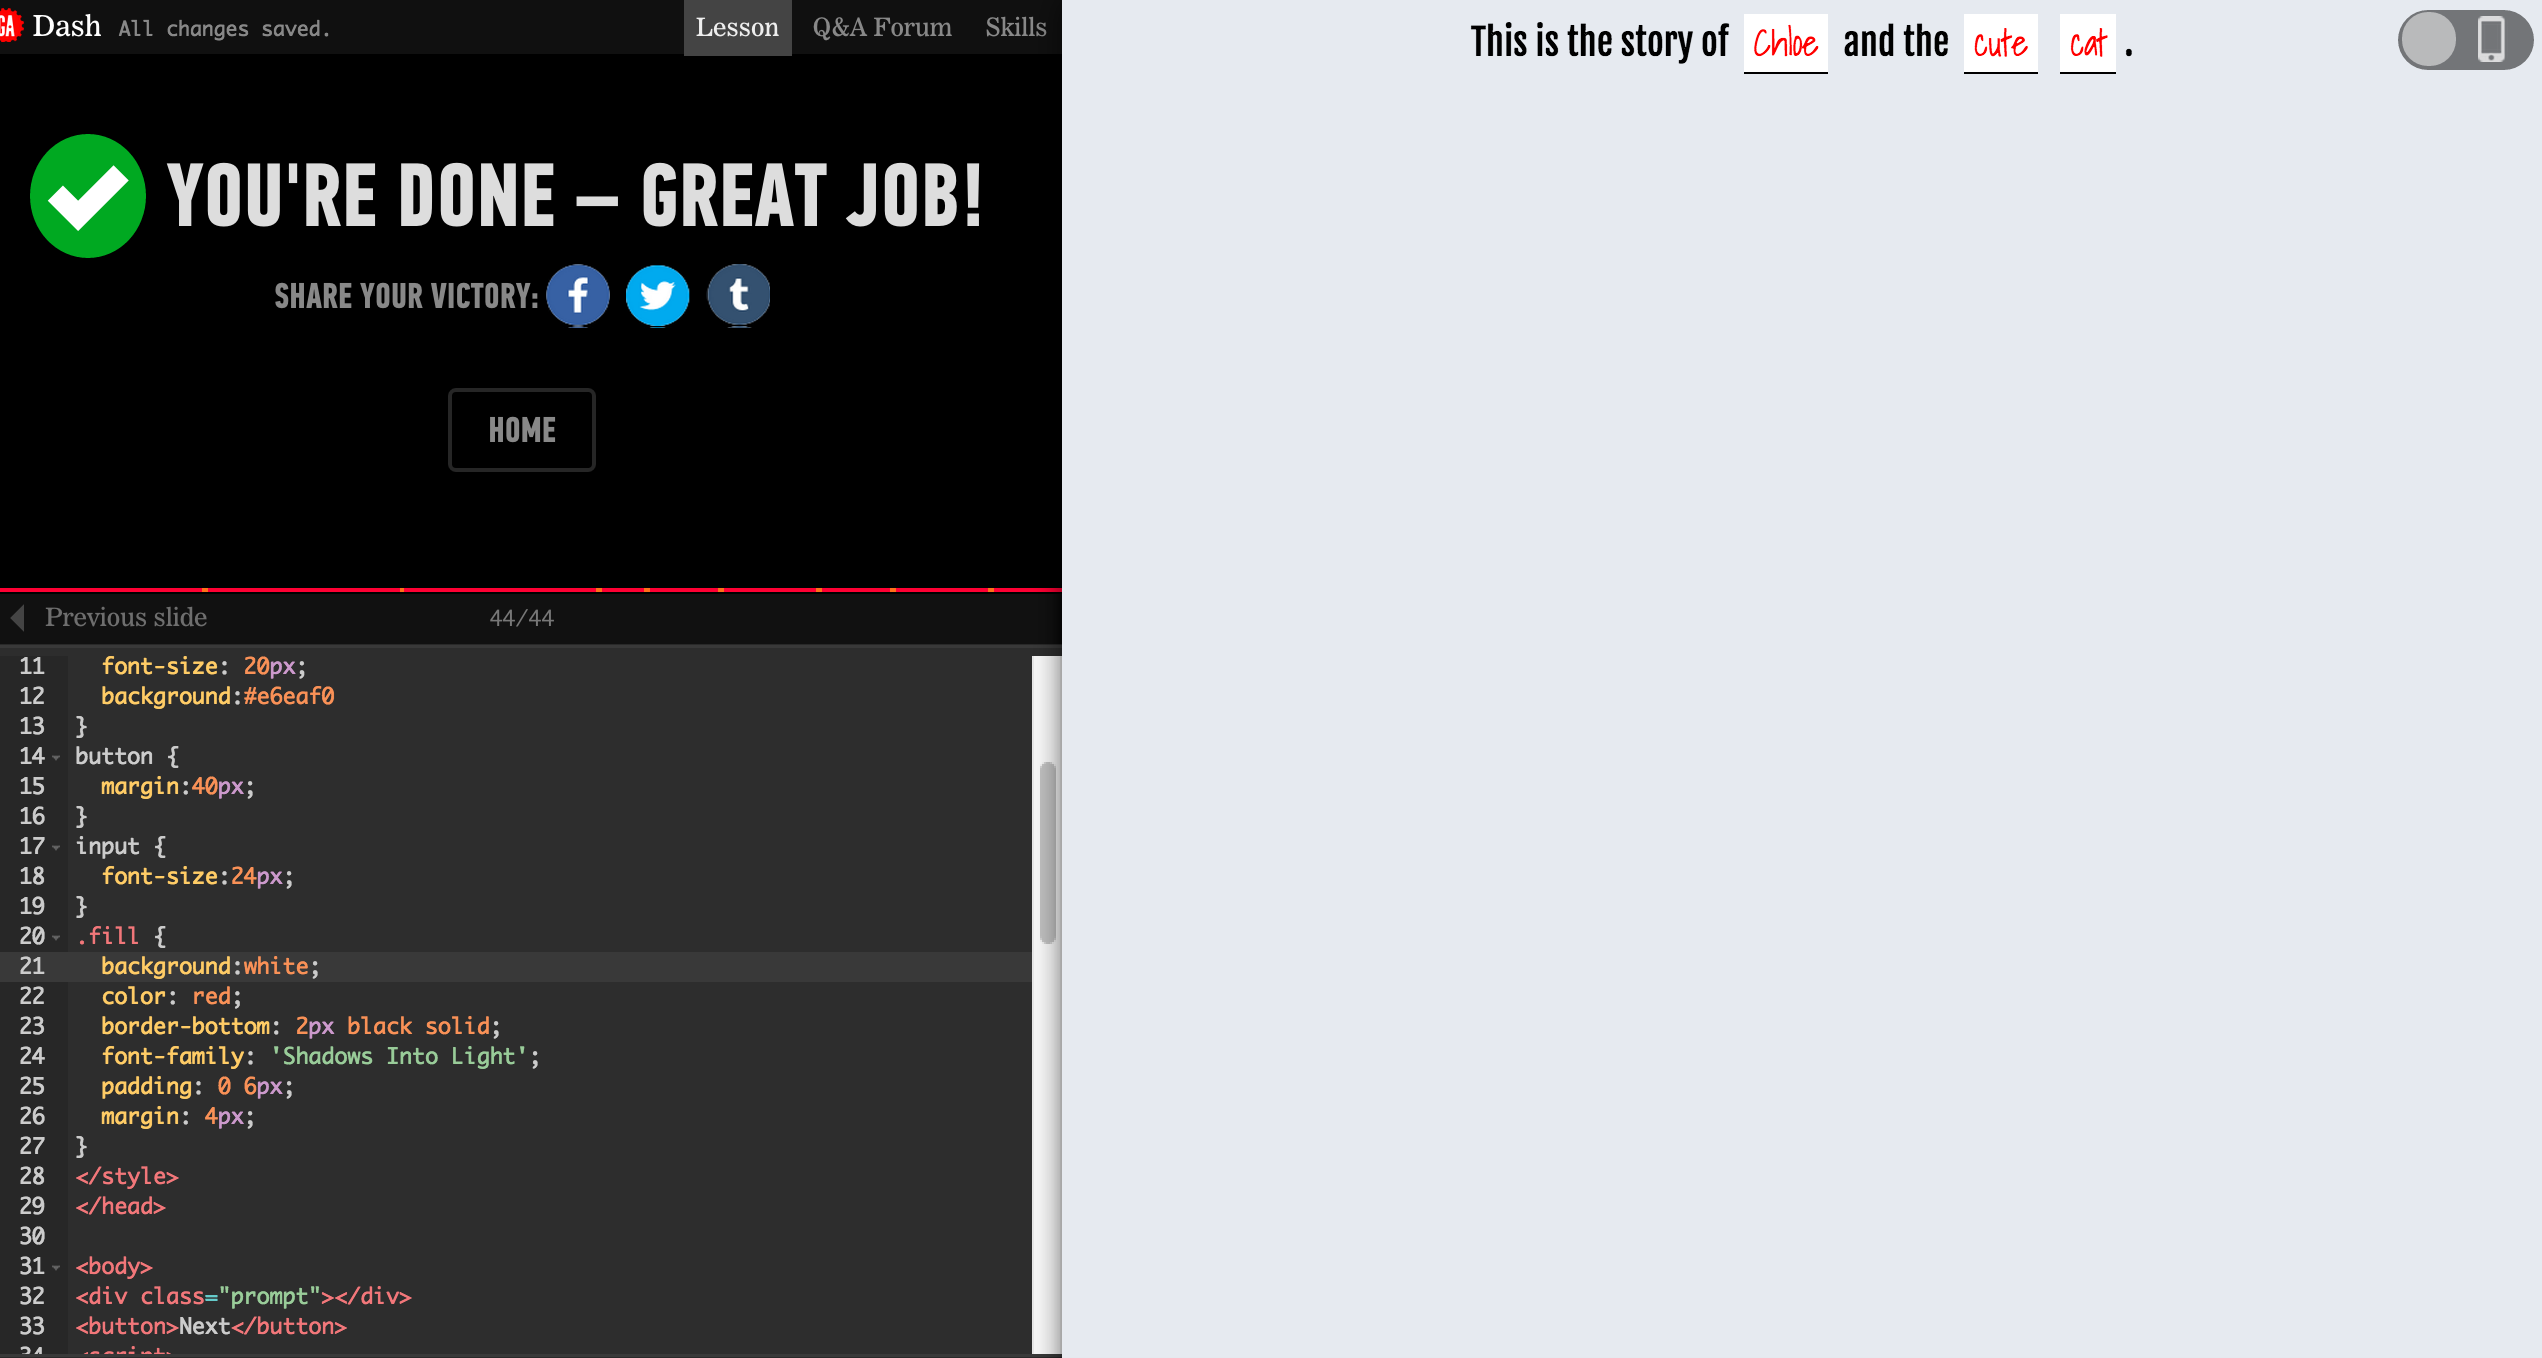 GA Dash All changes saved. Lesson Q&A Forum Skills
YOU'RE DONE – GREAT JOB!
SHARE YOUR VICTORY: f t
HOME
Previous slide 44/44
11 font-size: 20px;
12 background:#e6eaf0
13 }
14 button {
15 margin:40px;
16 }
17 input {
18 font-size:24px;
19 }
20 .fill {
21 background:white;
22 color: red;
23 border-bottom: 2px black solid;
24 font-family: 'Shadows Into Light';
25 padding: 0 6px;
26 margin: 4px;
27 }
28 </style>
29 </head>
30
31 <body>
32 <div class="prompt"></div>
33 <button>Next</button>
34 <script>
This is the story of Chloe and the cute cat .